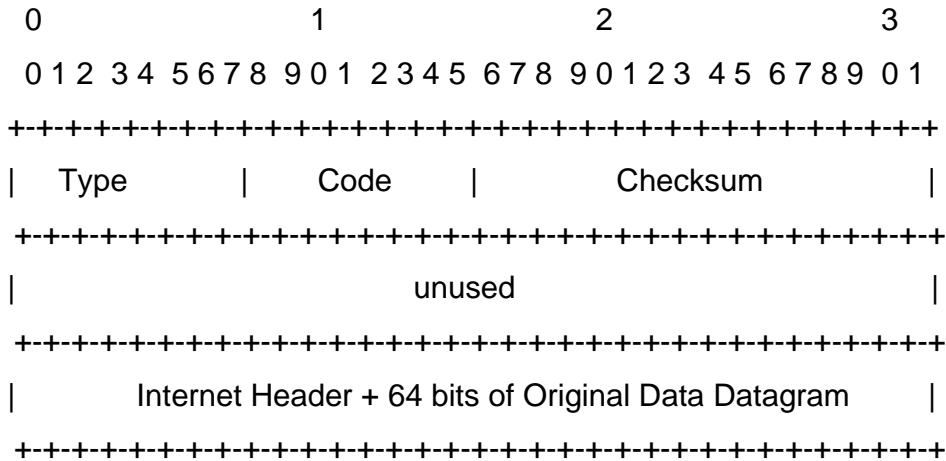 0 1 2 3
0 1 2 3 4 5 6 7 8 9 0 1 2 3 4 5 6 7 8 9 0 1 2 3 4 5 6 7 8 9 0 1
+-+-+-+-+-+-+-+-+-+-+-+-+-+-+-+-+-+-+-+-+-+-+-+-+-+-+-+-+-+-+-+-+
| Type | Code | Checksum |
+-+-+-+-+-+-+-+-+-+-+-+-+-+-+-+-+-+-+-+-+-+-+-+-+-+-+-+-+-+-+-+-+
| unused |
+-+-+-+-+-+-+-+-+-+-+-+-+-+-+-+-+-+-+-+-+-+-+-+-+-+-+-+-+-+-+-+-+
| Internet Header + 64 bits of Original Data Datagram |
+-+-+-+-+-+-+-+-+-+-+-+-+-+-+-+-+-+-+-+-+-+-+-+-+-+-+-+-+-+-+-+-+